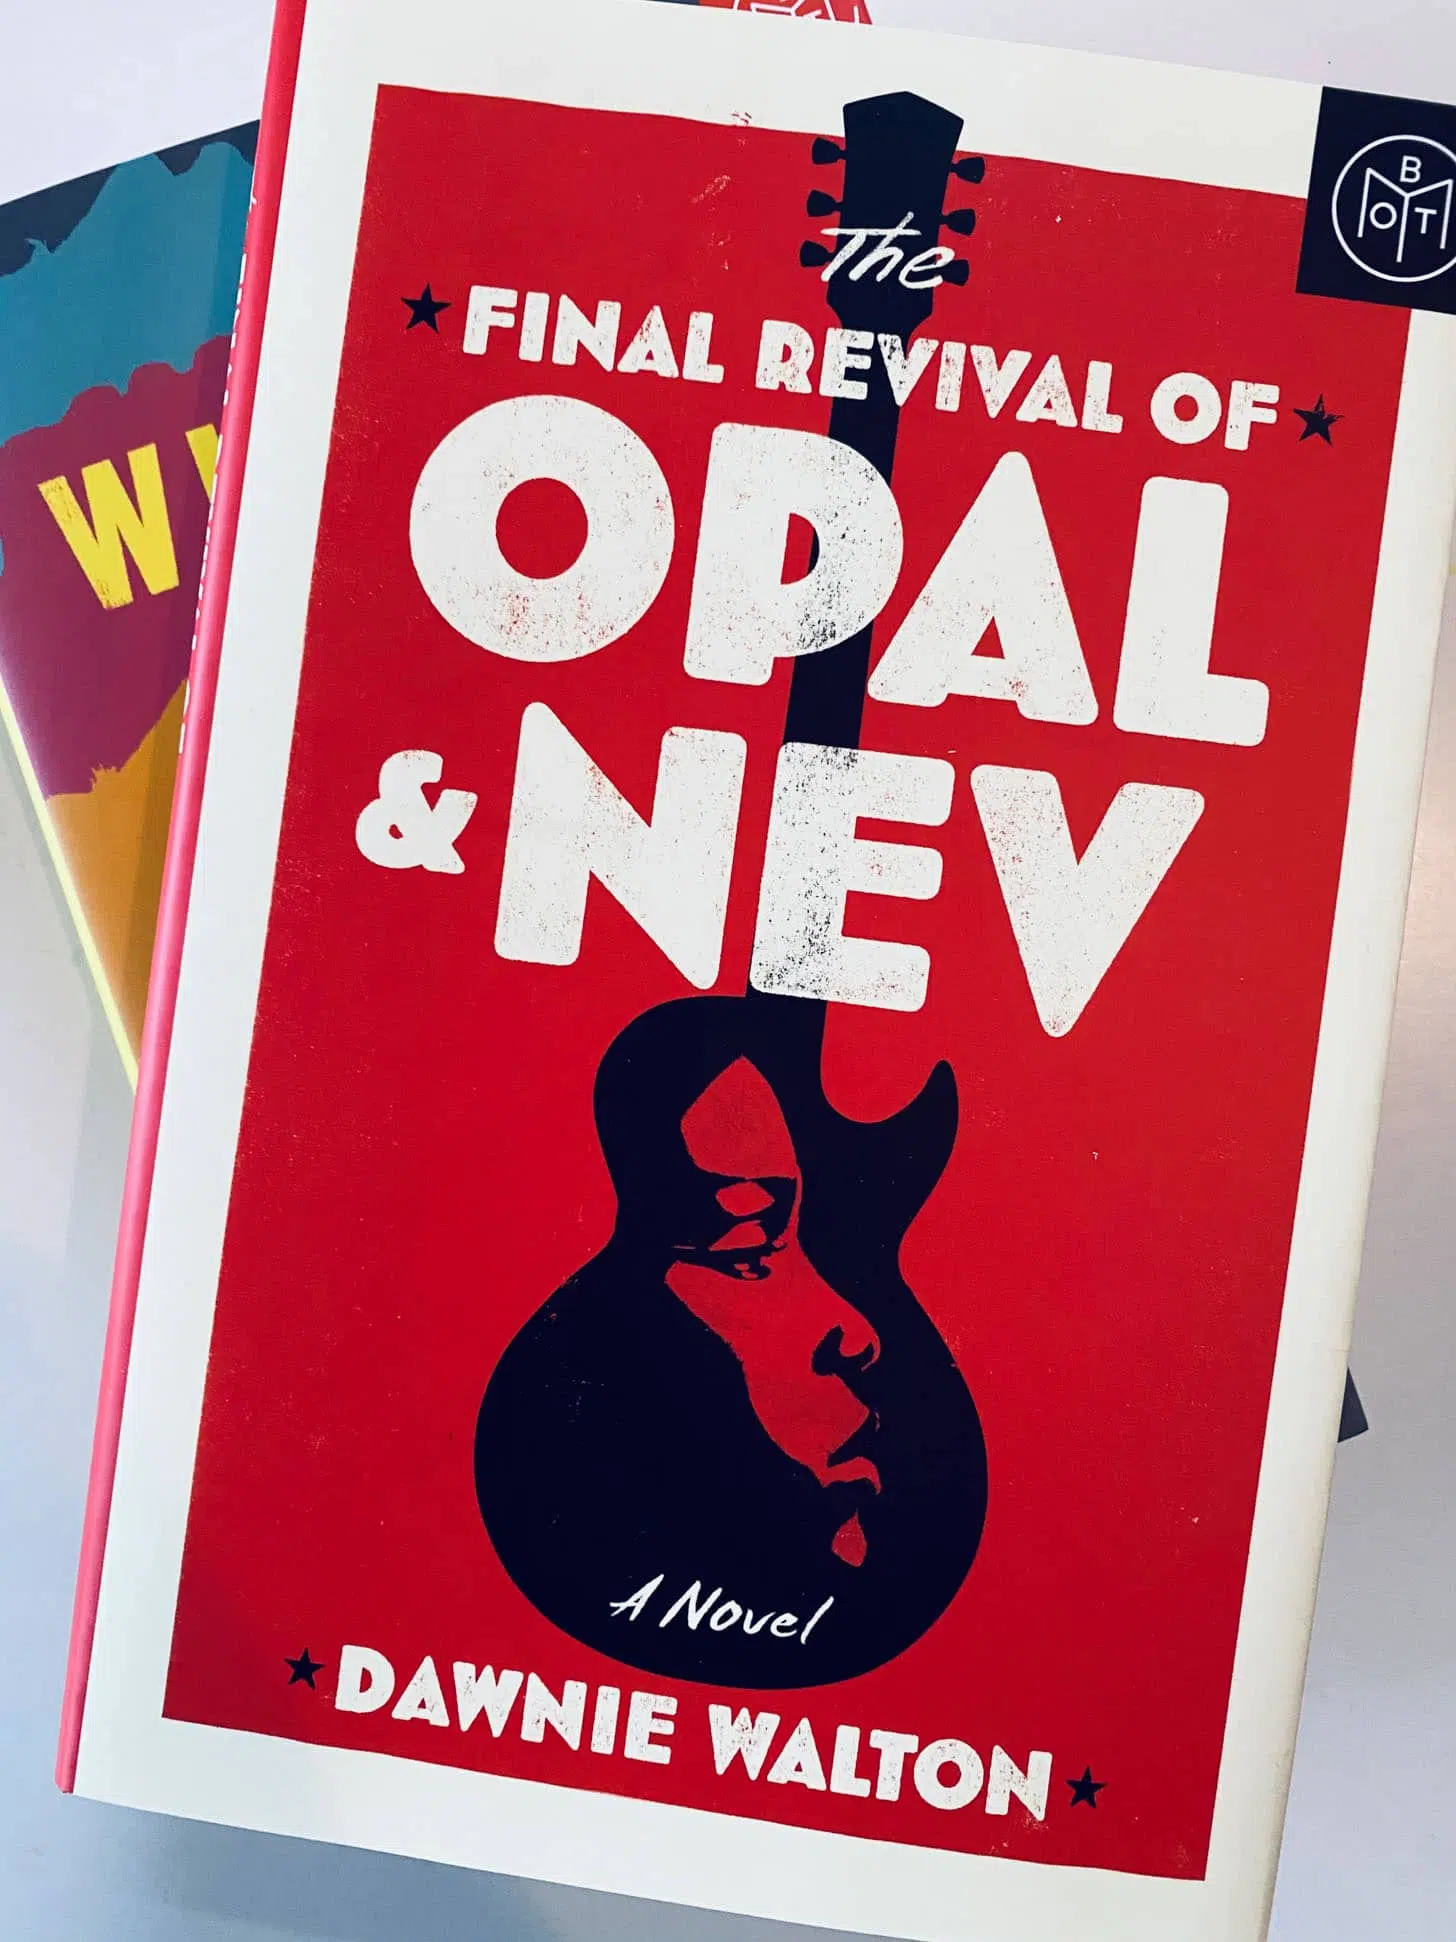 The
FINAL REVIVAL OF
OPAL
& NEV
A Novel
DAWNIE WALTON
B
O T
W